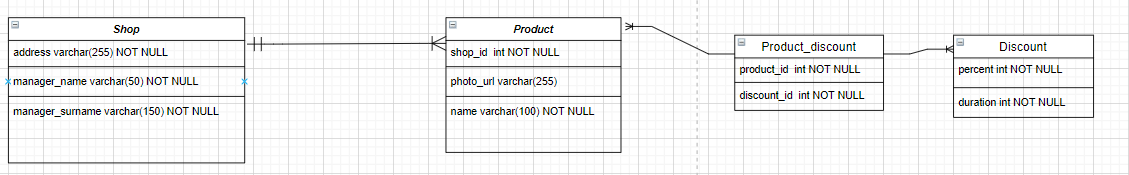 Shop
address varchar(255) NOT NULL
manager_name varchar(50) NOT NULL
manager_surname varchar(150) NOT NULL
Product
shop_id  int NOT NULL
photo_url varchar(255)
name varchar(100) NOT NULL
Product_discount
product_id  int NOT NULL
discount_id  int NOT NULL
Discount
percent int NOT NULL
duration int NOT NULL